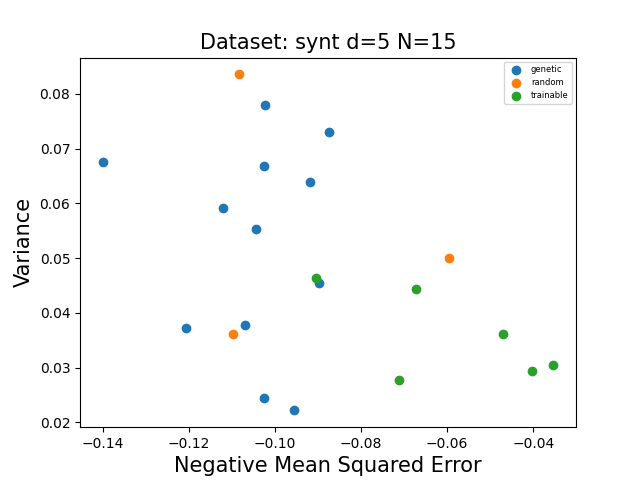 Dataset: synt d=5 N=15
genetic
random
trainable
0.08
0.07
0.06
0.05
0.04
0.03
0.02
Variance
−0.14 −0.12 −0.10 −0.08 −0.06 −0.04
Negative Mean Squared Error